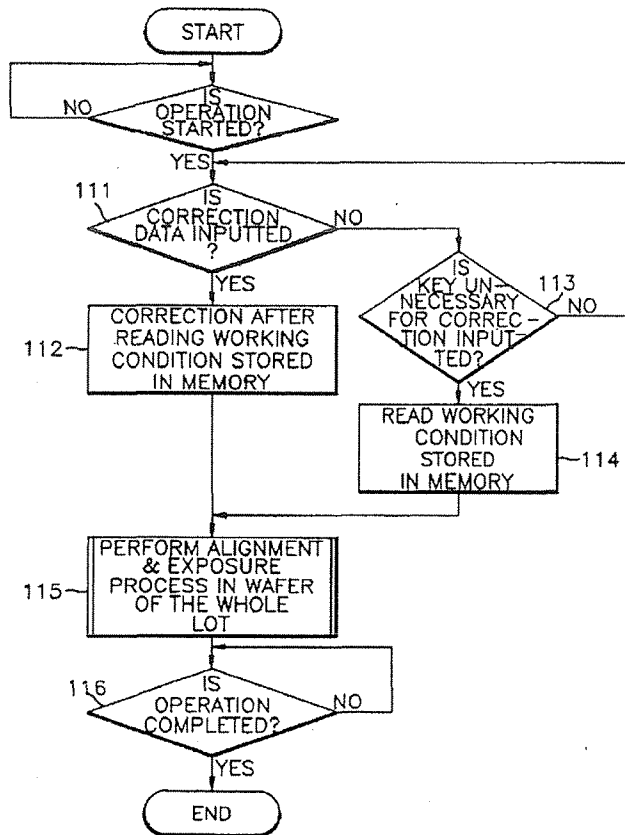 START
IS
OPERATION
STARTED?
NO
YES
111
IS
CORRECTION
DATA INPUTTED
?
NO
YES
112
CORRECTION AFTER
READING WORKING
CONDITION STORED
IN MEMORY
IS
KEY UN-
NECESSARY
FOR CORREC-
TION INPUT-
TED?
113
NO
YES
READ WORKING
CONDITION
STORED
IN MEMORY
114
115
PERFORM ALIGNMENT
& EXPOSURE
PROCESS IN WAFER
OF THE WHOLE
LOT
116
IS
OPERATION
COMPLETED?
NO
YES
END